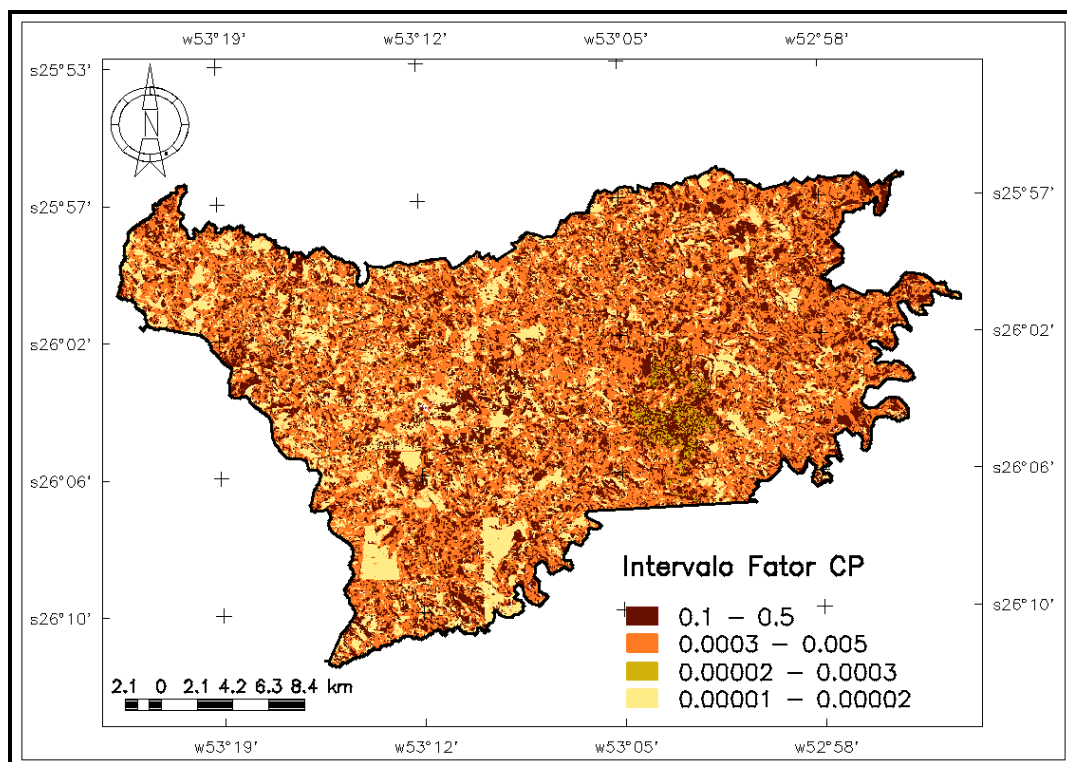 w53°19' w53°12' w53°05' w52°58'
s25°53'
N
s25°57' s25°57'
s26°02' s26°02'
s26°06' s26°06'
s26°10' s26°10'
Intervalo Fator CP
0.1 – 0.5
0.0003 – 0.005
0.00002 – 0.0003
0.00001 – 0.00002
2.1 0 2.1 4.2 6.3 8.4 km
w53°19' w53°12' w53°05' w52°58'